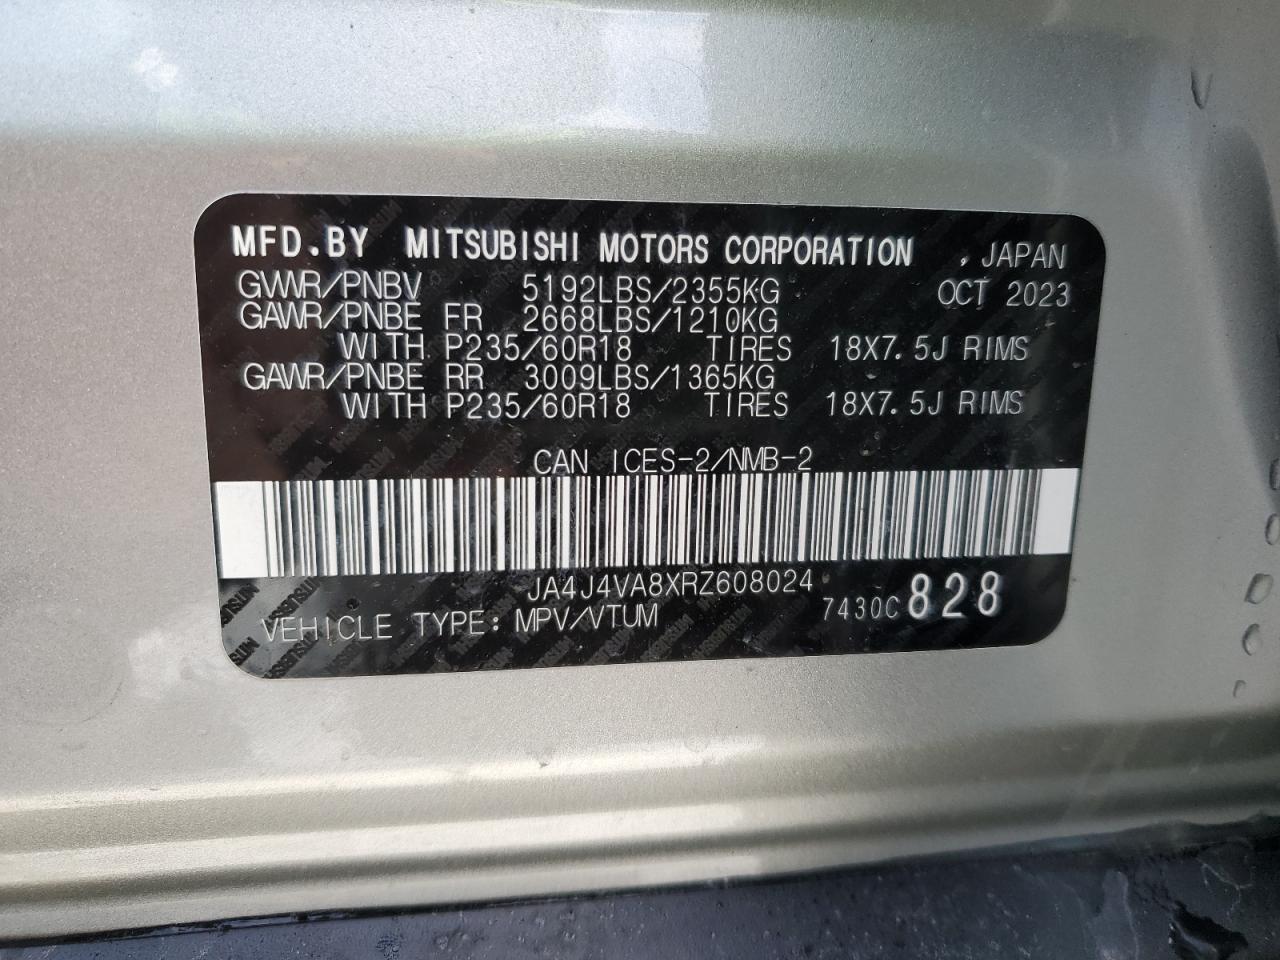 MFD.BY MITSUBISHI MOTORS CORPORATION , JAPAN
GVWR/PNBV 5192LBS/2355KG OCT 2023
GAWR/PNBE FR 2668LBS/1210KG
WITH P235/60R18 TIRES 18X7.5J RIMS
GAWR/PNBE RR 3009LBS/1365KG
WITH P235/60R18 TIRES 18X7.5J RIMS
CAN ICES-2/NMB-2
JA4J4VA8XRZ608024
VEHICLE TYPE: MPV/VTUM 7430C 828